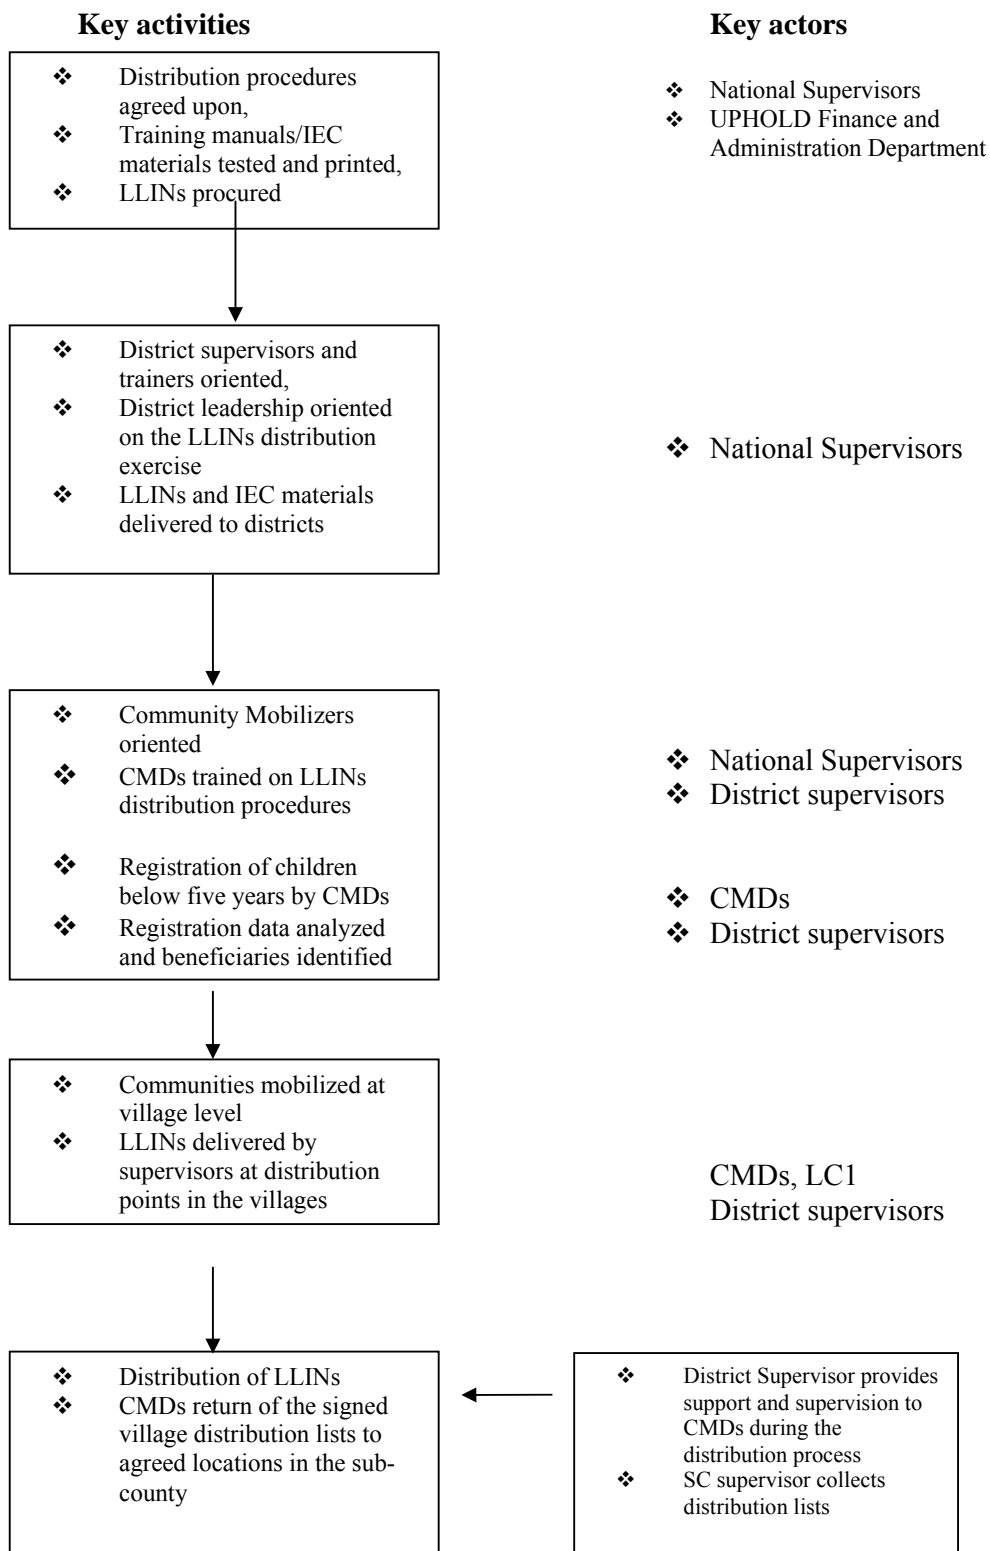 Key activities
Key actors
❖ Distribution procedures
agreed upon,
❖ Training manuals/IEC
materials tested and printed,
❖ LLINs procured
❖ National Supervisors
❖ UPHOLD Finance and
Administration Department
❖ District supervisors and
trainers oriented,
❖ District leadership oriented
on the LLINs distribution
exercise
❖ LLINs and IEC materials
delivered to districts
❖ National Supervisors
❖ Community Mobilizers
oriented
❖ CMDs trained on LLINs
distribution procedures
❖ Registration of children
below five years by CMDs
❖ Registration data analyzed
and beneficiaries identified
❖ National Supervisors
❖ District supervisors
❖ CMDs
❖ District supervisors
❖ Communities mobilized at
village level
❖ LLINs delivered by
supervisors at distribution
points in the villages
CMDs, LC1
District supervisors
❖ Distribution of LLINs
❖ CMDs return of the signed
village distribution lists to
agreed locations in the sub-
county
❖ District Supervisor provides
support and supervision to
CMDs during the
distribution process
❖ SC supervisor collects
distribution lists